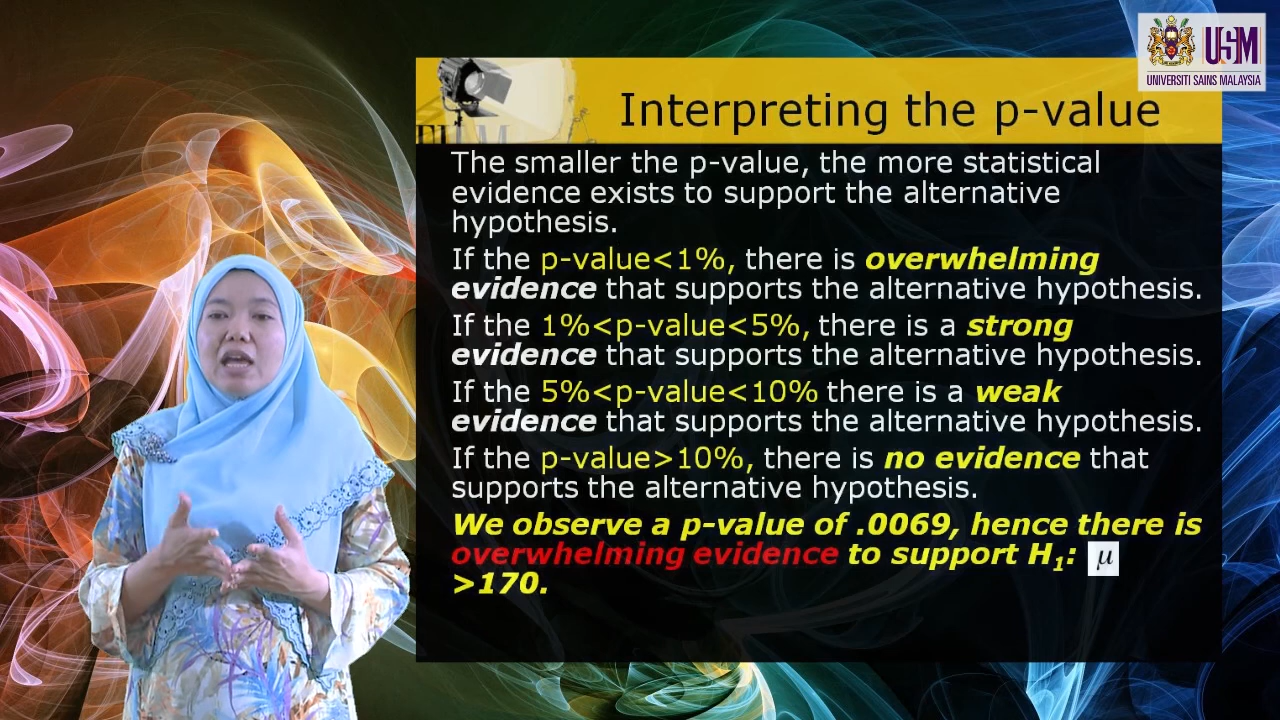 USM
UNIVERSITI SAINS MALAYSIA
FILM
Interpreting the p-value
The smaller the p-value, the more statistical
evidence exists to support the alternative
hypothesis.
If the p-value<1%, there is overwhelming
evidence that supports the alternative hypothesis.
If the 1%<p-value<5%, there is a strong
evidence that supports the alternative hypothesis.
If the 5%<p-value<10% there is a weak
evidence that supports the alternative hypothesis.
If the p-value>10%, there is no evidence that
supports the alternative hypothesis.
We observe a p-value of .0069, hence there is
overwhelming evidence to support H₁: μ
>170.